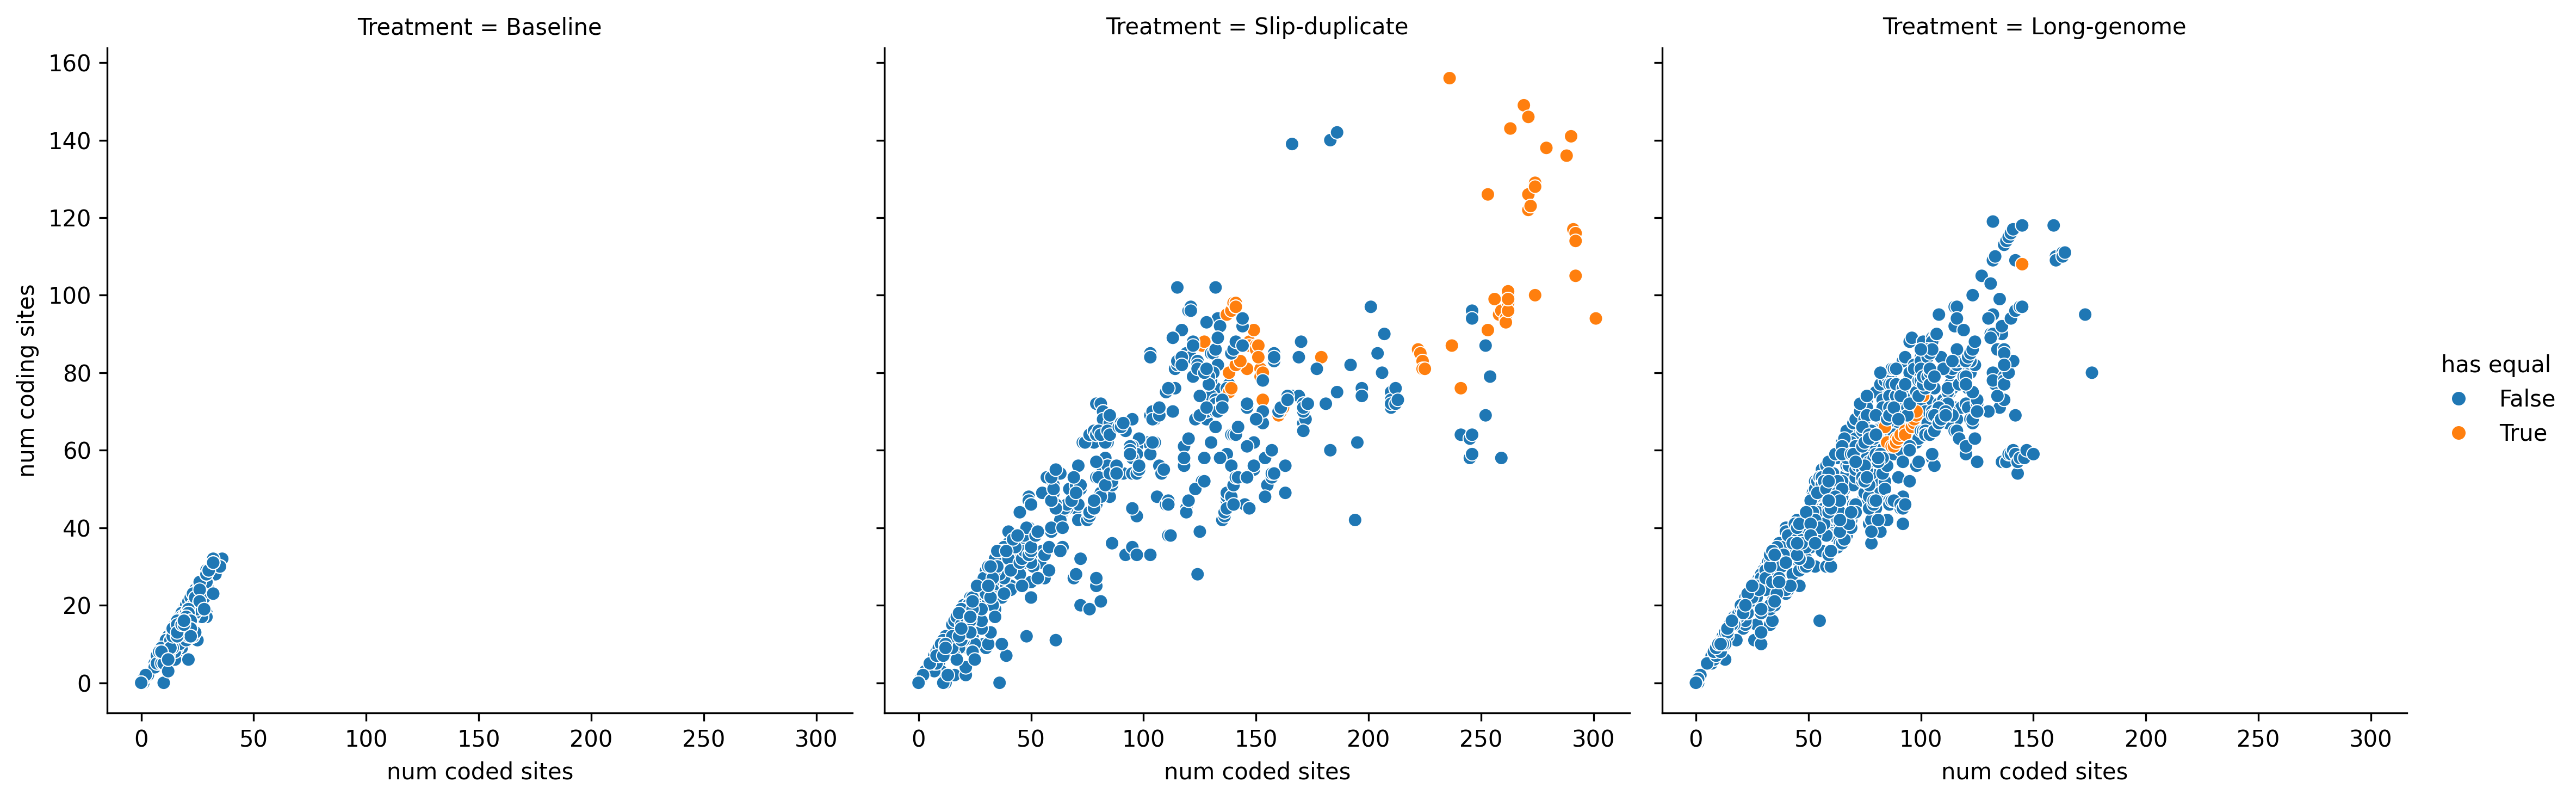 Treatment = Baseline
Treatment = Slip-duplicate
Treatment = Long-genome
num coding sites
160
140
120
100
80
60
40
20
0
0 50 100 150 200 250 300
0 50 100 150 200 250 300
0 50 100 150 200 250 300
num coded sites
num coded sites
num coded sites
has equal
False
True